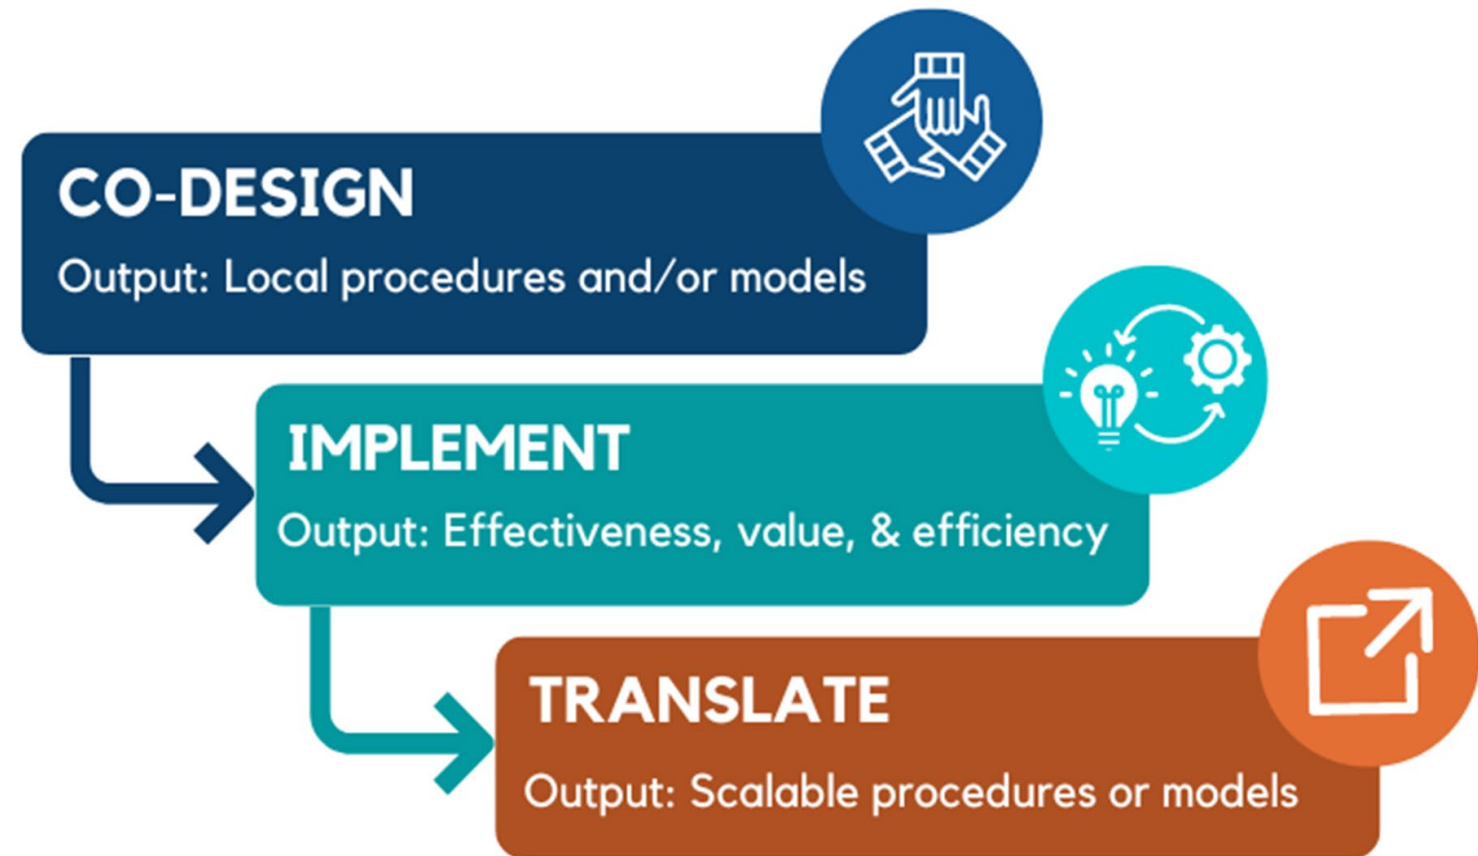 CO-DESIGN
Output: Local procedures and/or models
IMPLEMENT
Output: Effectiveness, value, & efficiency
TRANSLATE
Output: Scalable procedures or models